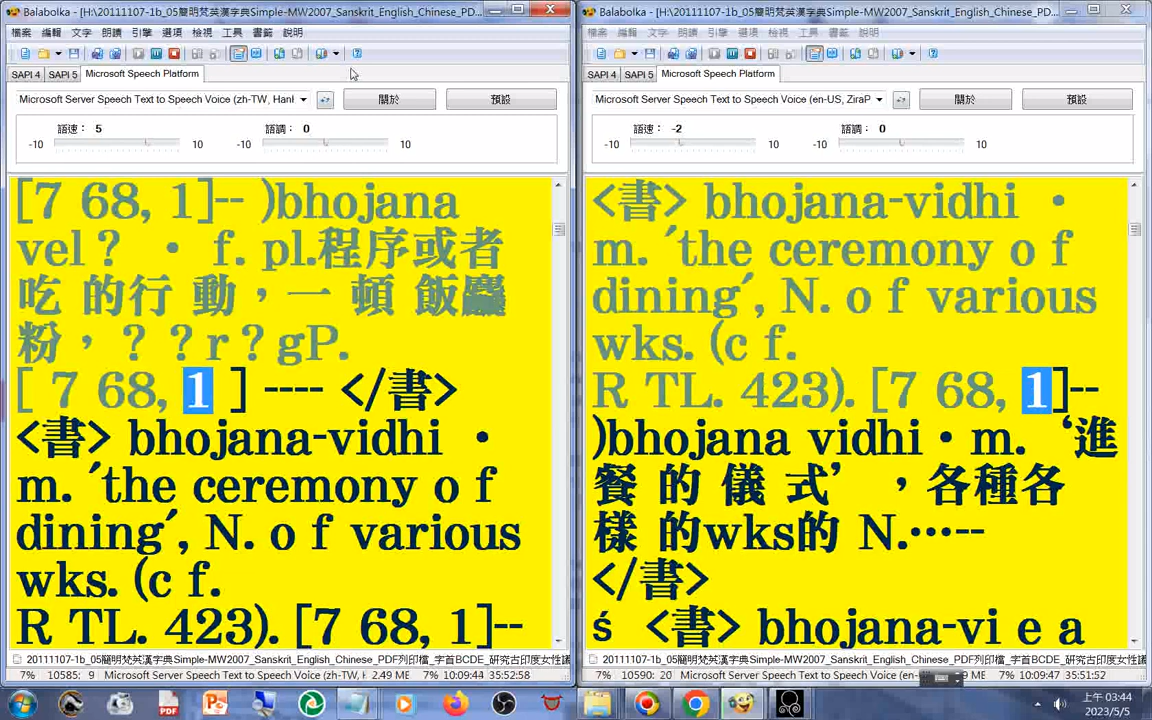 Balabolka - [H:\20111107-1b_05簡明梵英漢字典Simple-MW2007_Sanskrit_English_Chinese_PD...
檔案 編輯 文字 朗讀 引擎 選項 檢視 工具 書籤 說明
SAPI 4 SAPI 5 Microsoft Speech Platform
Microsoft Server Speech Text to Speech Voice (zh-TW, Hanl 關於 預設
語速： 5 語調： 0
-10 10 -10 10
[7 68, 1]-- )bhojana
vel？ • f. pl.程序或者
吃 的行 動，一 頓 飯麤
粉，？？r？gP.
[ 7 68, 1 ] ---- </書>
<書> bhojana-vidhi •
m. ´the ceremony o f
dining´, N. o f various
wks. (c f.
R TL. 423). [7 68, 1]--
20111107-1b_05簡明梵英漢字典Simple-MW2007_Sanskrit_English_Chinese_PDF列印檔_字首BCDE_研究古印度女性議
7% 10585: 9 Microsoft Server Speech Text to Speech Voice (zh-TW, H 2.49 ME 7% 10:09:44 35:52:58
Balabolka - [H:\20111107-1b_05簡明梵英漢字典Simple-MW2007_Sanskrit_English_Chinese_PD...
檔案 編輯 文字 朗讀 引擎 選項 檢視 工具 書籤 說明
SAPI 4 SAPI 5 Microsoft Speech Platform
Microsoft Server Speech Text to Speech Voice (en-US, ZiraP 關於 預設
語速： -2 語調： 0
-10 10 -10 10
<書> bhojana-vidhi •
m. ´the ceremony o f
dining´, N. o f various
wks. (c f.
R TL. 423). [7 68, 1]--
)bhojana vidhi • m.‘進
餐 的 儀 式’，各種各
樣 的wks的 N.…--
</書>
ś <書> bhojana-vi e a
20111107-1b_05簡明梵英漢字典Simple-MW2007_Sanskrit_English_Chinese_PDF列印檔_字首BCDE_研究古印度女性議
7% 10590: 20 Microsoft Server Speech Text to Speech Voice (en-US, 7% 10:09:47 35:51:52
PDF
上午 03:44
2023/5/5